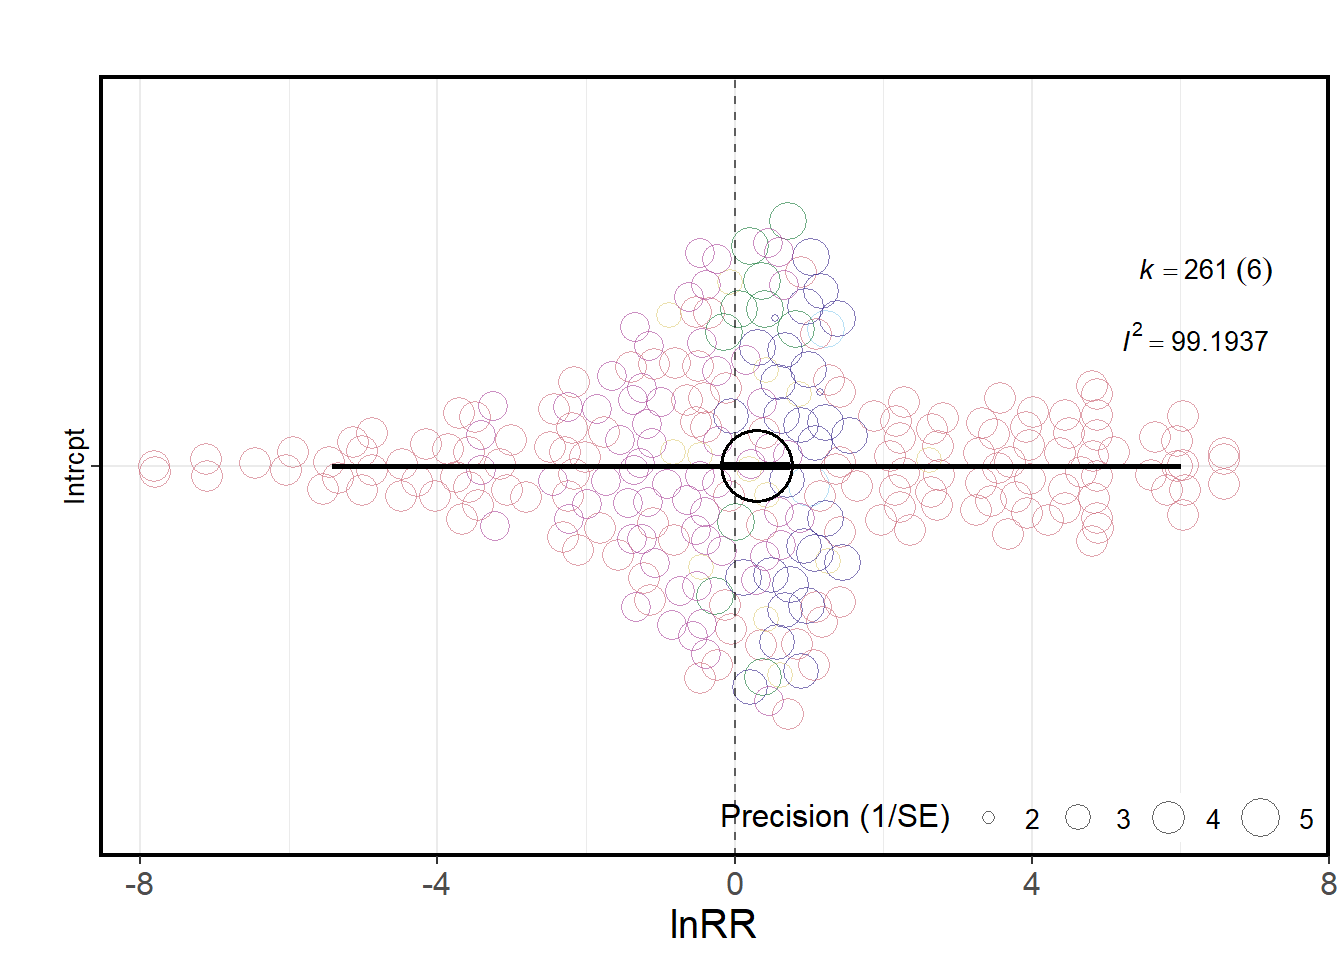 k = 261 (6)
I² = 99.1937
Intrcpt
Precision (1/SE) 2 3 4 5
-8 -4 0 4 8
lnRR